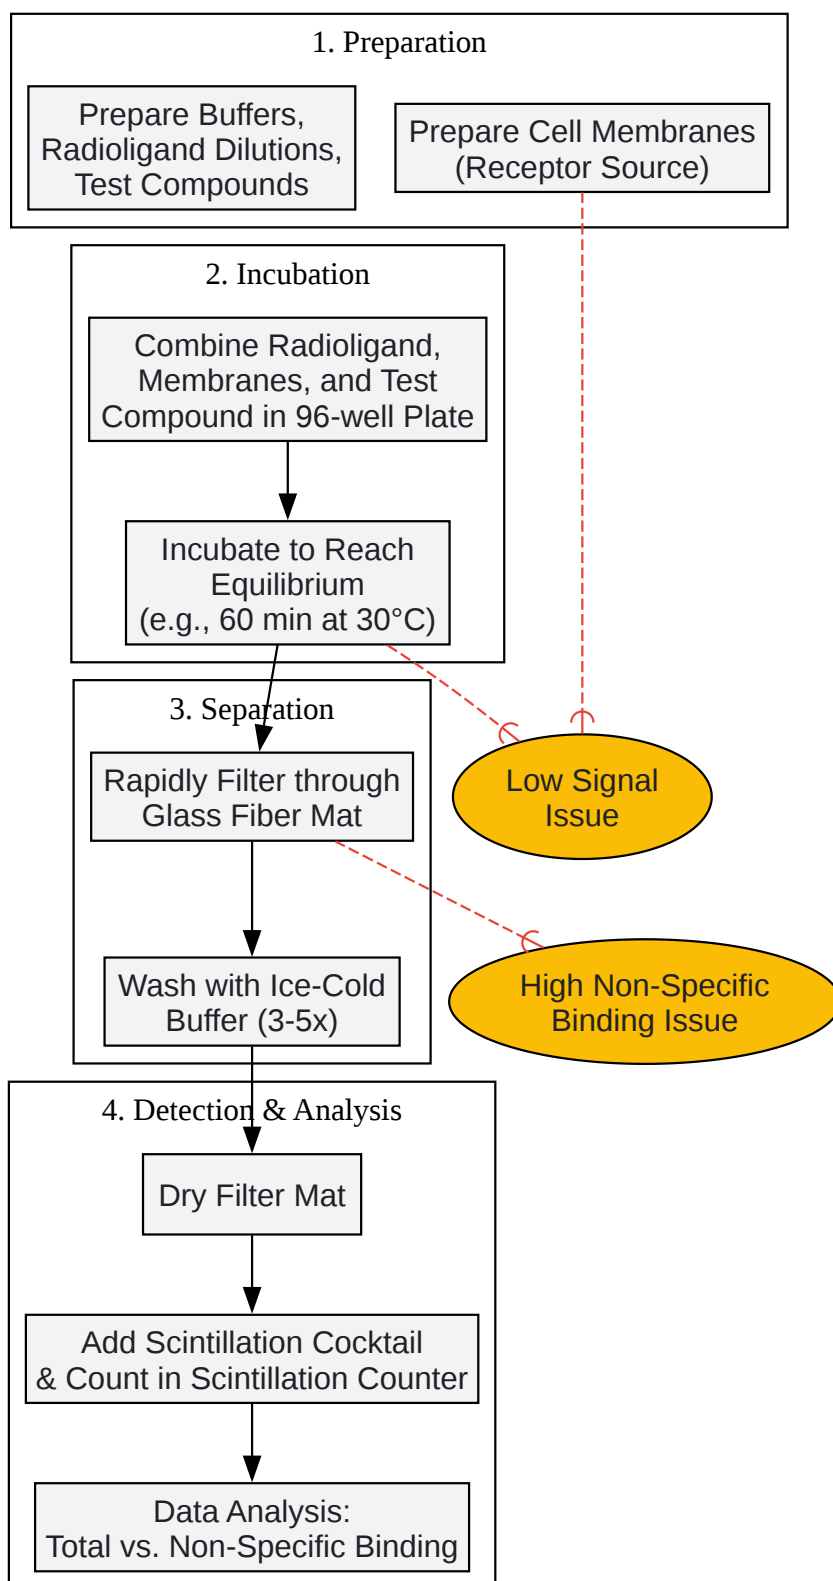 1. Preparation
Prepare Buffers,
Radioligand Dilutions,
Test Compounds
Prepare Cell Membranes
(Receptor Source)
2. Incubation
Combine Radioligand,
Membranes, and Test
Compound in 96-well Plate
Incubate to Reach
Equilibrium
(e.g., 60 min at 30°C)
3. Separation
Rapidly Filter through
Glass Fiber Mat
Low Signal
Issue
Wash with Ice-Cold
Buffer (3-5x)
High Non-Specific
Binding Issue
4. Detection & Analysis
Dry Filter Mat
Add Scintillation Cocktail
& Count in Scintillation Counter
Data Analysis:
Total vs. Non-Specific Binding